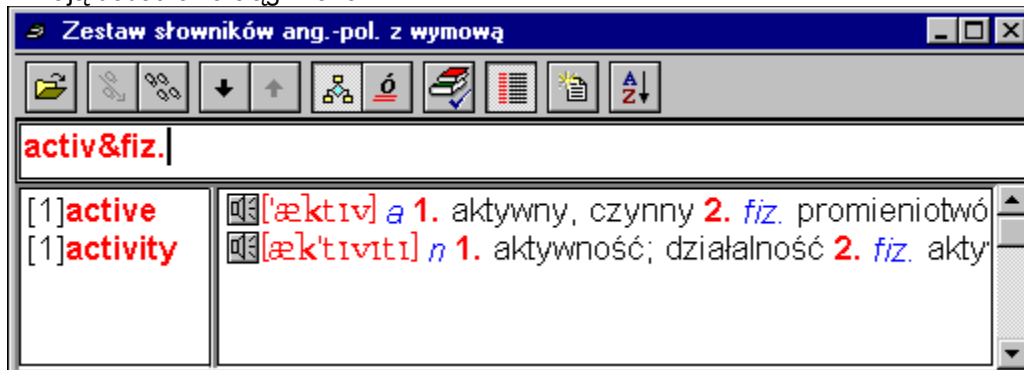 Zestaw słowników ang.-pol. z wymową
activ&fiz.
[1]active ['æktɪv] a 1. aktywny, czynny 2. fiz. promieniotwó
[1]activity [æk'tɪvɪtɪ] n 1. aktywność; działalność 2. fiz. akty